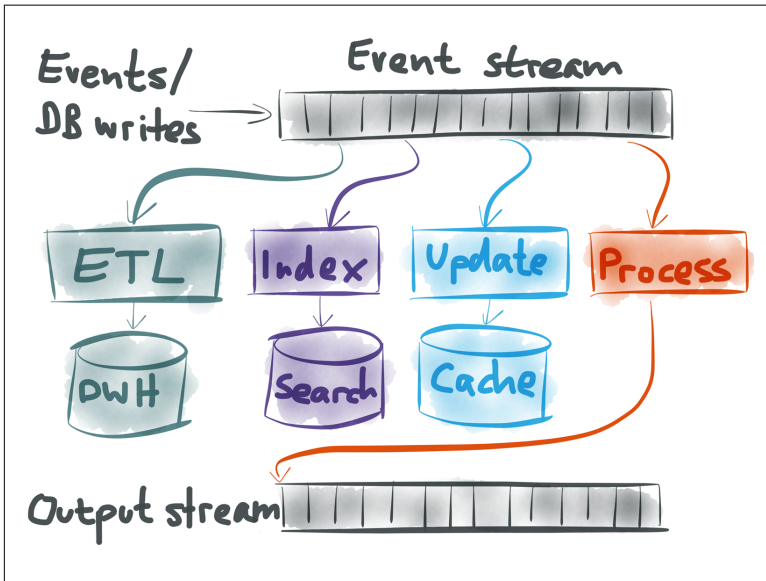 Events/
DB writes
Event stream
ETL
Index
Update
Process
DWH
Search
Cache
Output stream